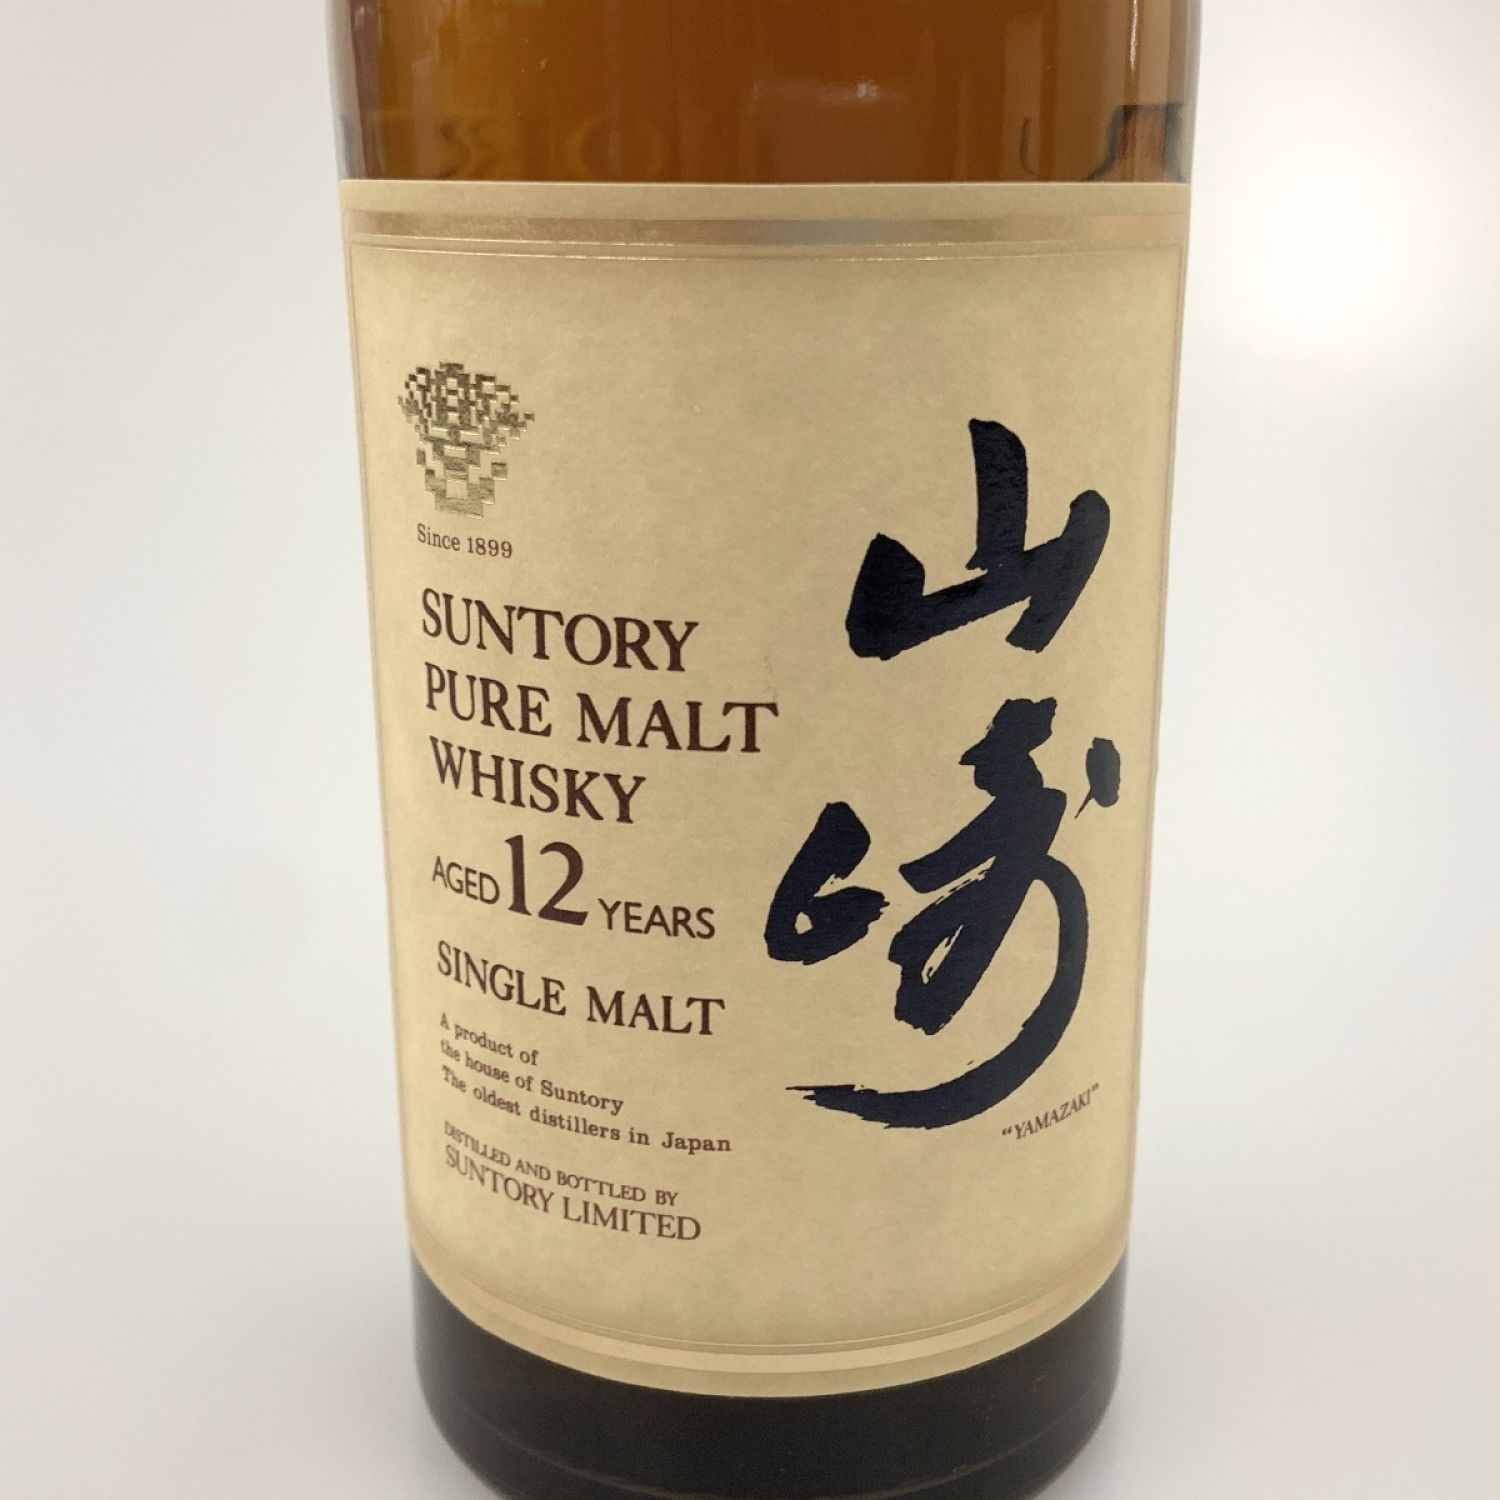 Since 1899
SUNTORY
PURE MALT
WHISKY
AGED 12 YEARS
SINGLE MALT
A product of
the house of Suntory
The oldest distillers in Japan
DISTILLED AND BOTTLED BY
SUNTORY LIMITED
山崎
“YAMAZAKI”